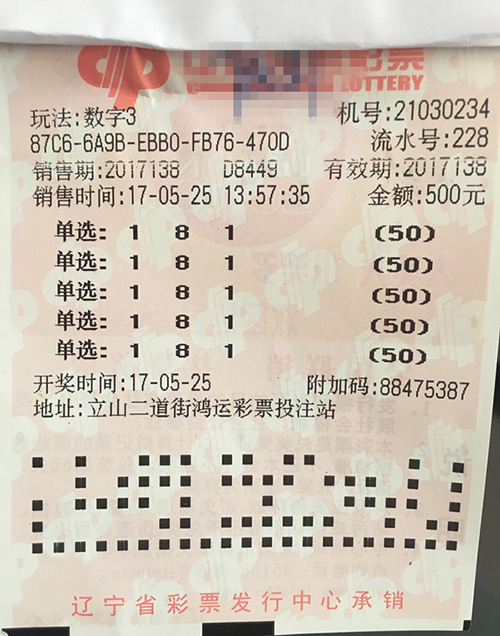 LOTTERY
玩法:数字3 机号:21030234
87C6-6A9B-EBB0-FB76-470D 流水号:228
销售期:2017138 D8449 有效期:2017138
销售时间:17-05-25 13:57:35 金额:500元
单选: 1 8 1 (50)
单选: 1 8 1 (50)
单选: 1 8 1 (50)
单选: 1 8 1 (50)
单选: 1 8 1 (50)
开奖时间:17-05-25 附加码:88475387
地址:立山二道街鸿运彩票投注站
辽宁省彩票发行中心承销